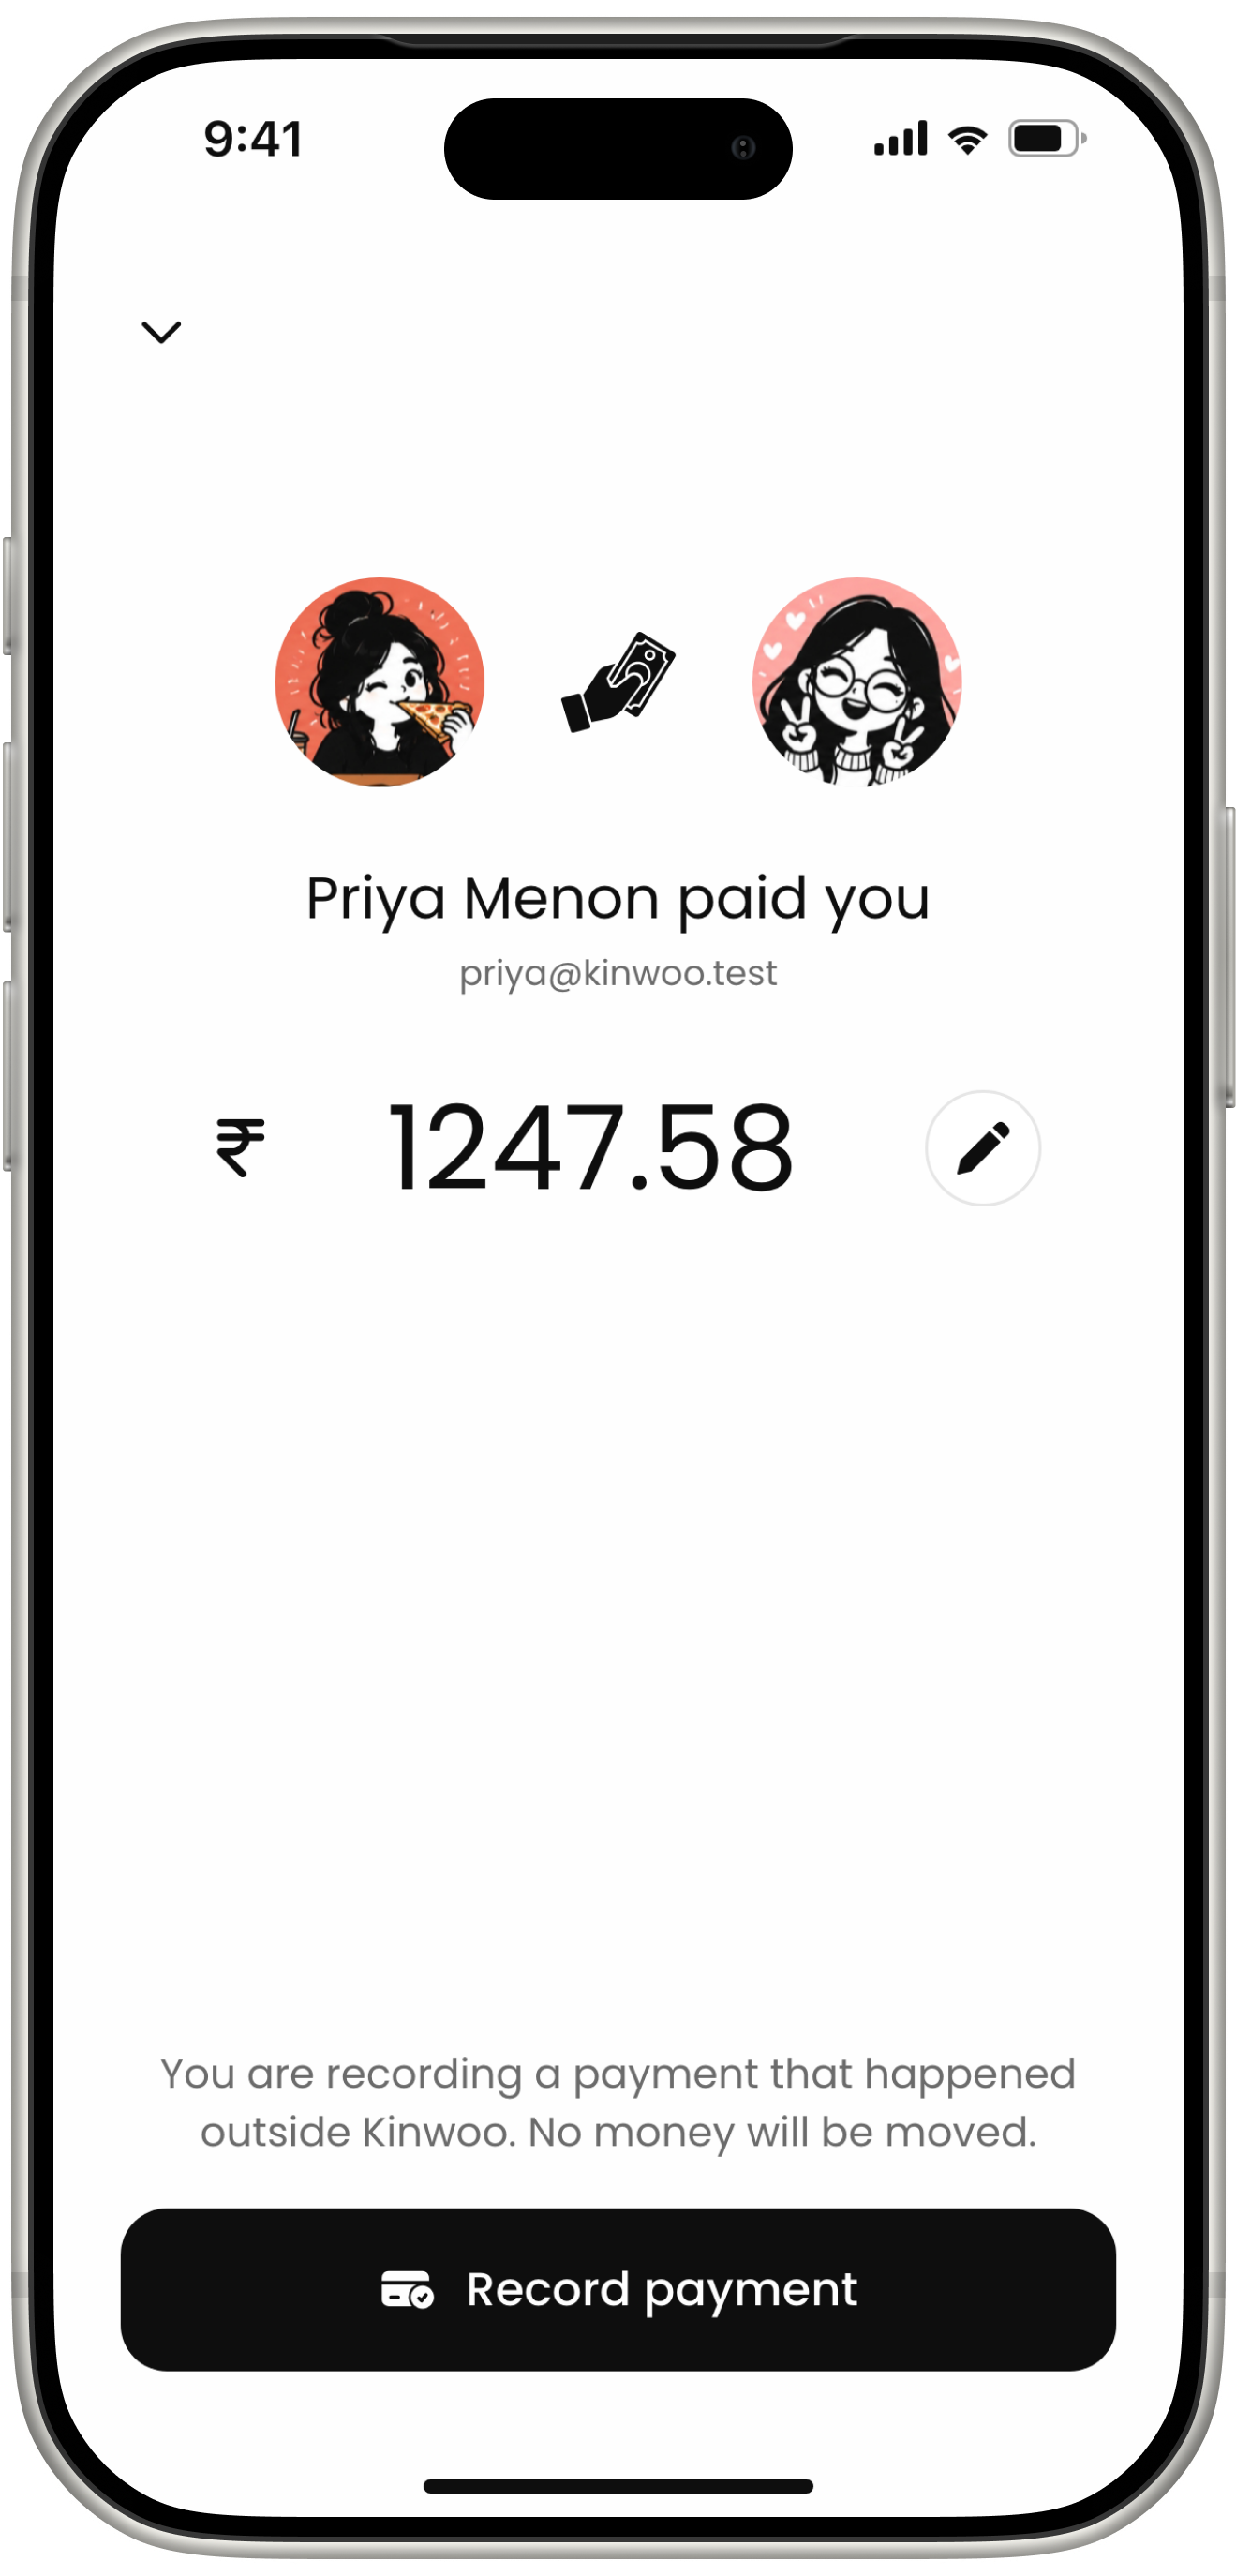 9:41
Priya Menon paid you
priya@kinwoo.test
₹ 1247.58
You are recording a payment that happened
outside Kinwoo. No money will be moved.
Record payment